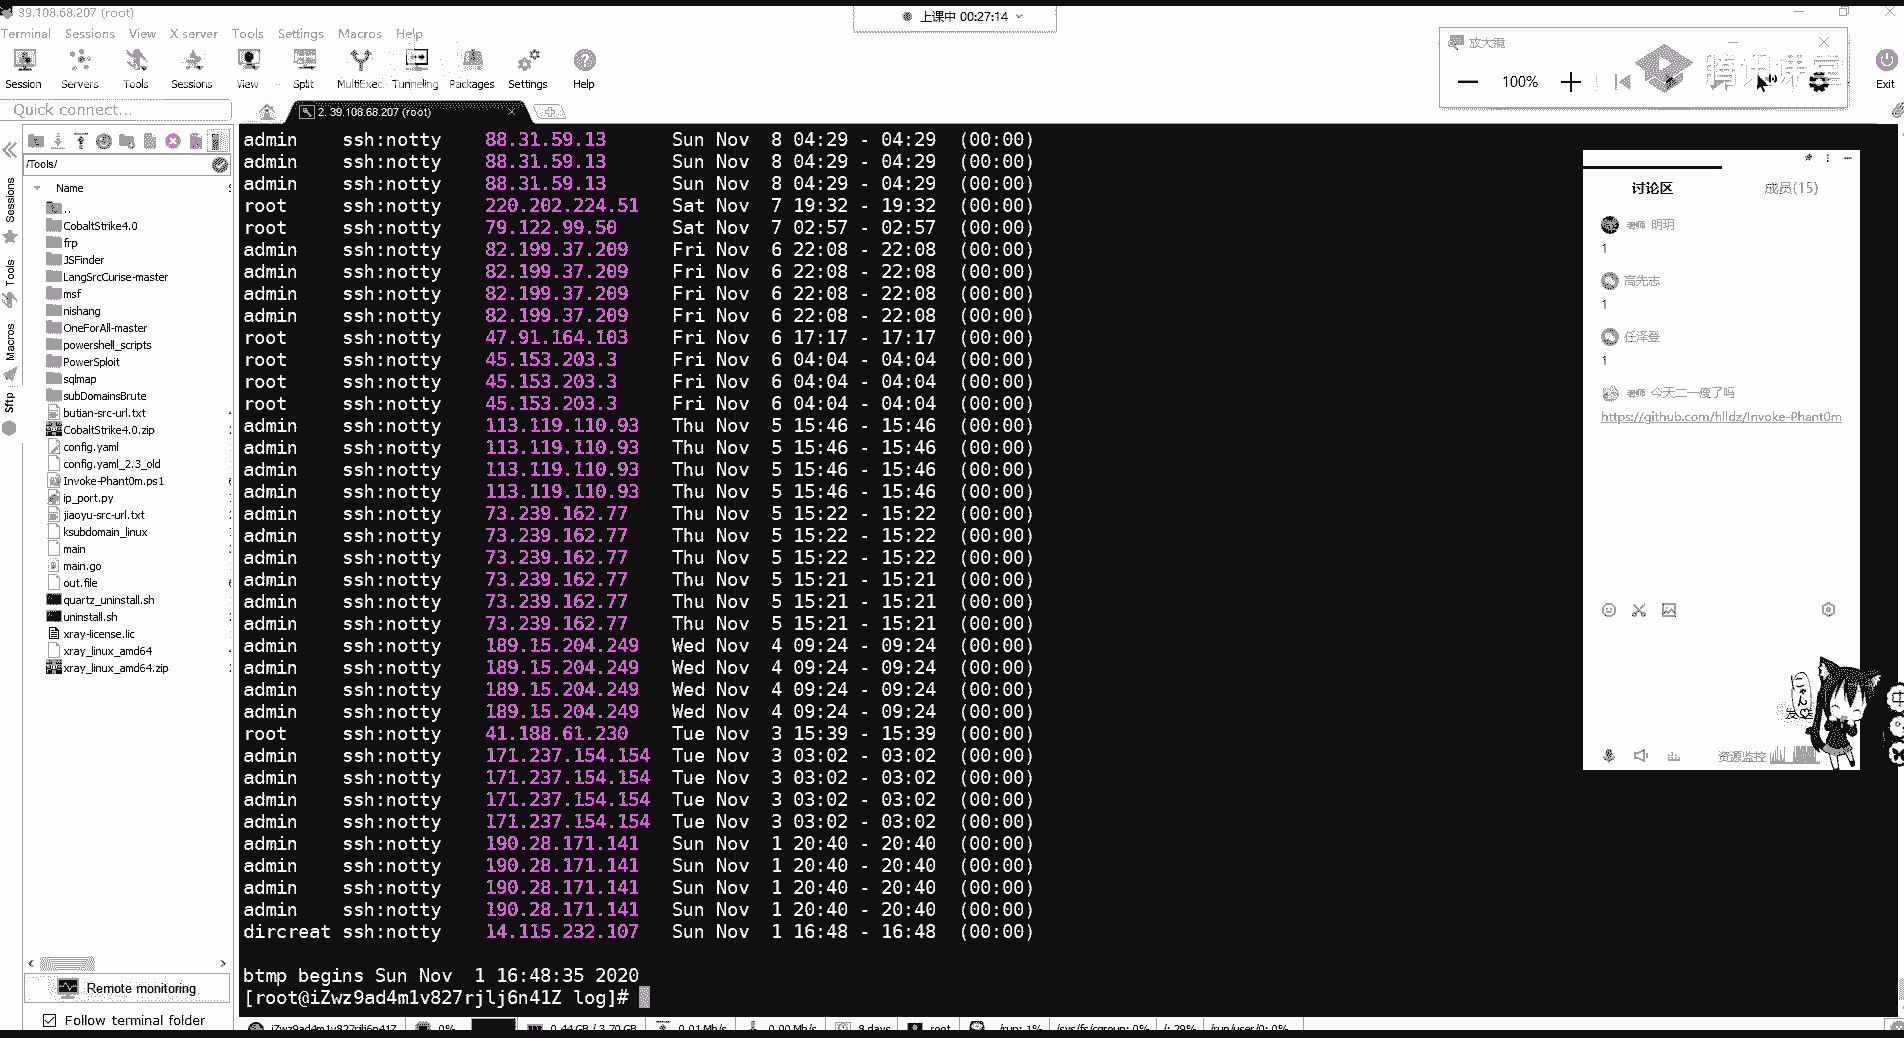 39.108.68.207 (root)
上课中 00:27:14
Terminal Sessions View X server Tools Settings Macros Help
放大镜
Session Servers Tools Sessions View Split MultiExec Tunneling Packages Settings Help
100%
腾讯课堂
Exit
Quick connect...
2. 39.108.68.207 (root)
/Tools/
Name
..
CobaltStrike4.0
frp
JSFinder
LangSrcCurise-master
msf
nishang
OneForAll-master
powershell_scripts
PowerSploit
sqlmap
subDomainsBrute
butian-src-url.txt
CobaltStrike4.0.zip
config.yaml
config.yaml_2.3_old
Invoke-Phant0m.ps1
ip_port.py
jiaoyu-src-url.txt
ksubdomain_linux
main
main.go
out.file
quartz_uninstall.sh
uninstall.sh
xray-license.lic
xray_linux_amd64
xray_linux_amd64.zip
Sessions
Tools
Macros
Sftp
Remote monitoring
Follow terminal folder
admin ssh:notty 88.31.59.13 Sun Nov 8 04:29 - 04:29 (00:00)
admin ssh:notty 88.31.59.13 Sun Nov 8 04:29 - 04:29 (00:00)
admin ssh:notty 88.31.59.13 Sun Nov 8 04:29 - 04:29 (00:00)
root ssh:notty 220.202.224.51 Sat Nov 7 19:32 - 19:32 (00:00)
root ssh:notty 79.122.99.50 Sat Nov 7 02:57 - 02:57 (00:00)
admin ssh:notty 82.199.37.209 Fri Nov 6 22:08 - 22:08 (00:00)
admin ssh:notty 82.199.37.209 Fri Nov 6 22:08 - 22:08 (00:00)
admin ssh:notty 82.199.37.209 Fri Nov 6 22:08 - 22:08 (00:00)
admin ssh:notty 82.199.37.209 Fri Nov 6 22:08 - 22:08 (00:00)
root ssh:notty 47.91.164.103 Fri Nov 6 17:17 - 17:17 (00:00)
root ssh:notty 45.153.203.3 Fri Nov 6 04:04 - 04:04 (00:00)
root ssh:notty 45.153.203.3 Fri Nov 6 04:04 - 04:04 (00:00)
root ssh:notty 45.153.203.3 Fri Nov 6 04:04 - 04:04 (00:00)
admin ssh:notty 113.119.110.93 Thu Nov 5 15:46 - 15:46 (00:00)
admin ssh:notty 113.119.110.93 Thu Nov 5 15:46 - 15:46 (00:00)
admin ssh:notty 113.119.110.93 Thu Nov 5 15:46 - 15:46 (00:00)
admin ssh:notty 113.119.110.93 Thu Nov 5 15:46 - 15:46 (00:00)
admin ssh:notty 73.239.162.77 Thu Nov 5 15:22 - 15:22 (00:00)
admin ssh:notty 73.239.162.77 Thu Nov 5 15:22 - 15:22 (00:00)
admin ssh:notty 73.239.162.77 Thu Nov 5 15:22 - 15:22 (00:00)
admin ssh:notty 73.239.162.77 Thu Nov 5 15:21 - 15:21 (00:00)
admin ssh:notty 73.239.162.77 Thu Nov 5 15:21 - 15:21 (00:00)
admin ssh:notty 73.239.162.77 Thu Nov 5 15:21 - 15:21 (00:00)
admin ssh:notty 189.15.204.249 Wed Nov 4 09:24 - 09:24 (00:00)
admin ssh:notty 189.15.204.249 Wed Nov 4 09:24 - 09:24 (00:00)
admin ssh:notty 189.15.204.249 Wed Nov 4 09:24 - 09:24 (00:00)
admin ssh:notty 189.15.204.249 Wed Nov 4 09:24 - 09:24 (00:00)
root ssh:notty 41.188.61.230 Tue Nov 3 15:39 - 15:39 (00:00)
admin ssh:notty 171.237.154.154 Tue Nov 3 03:02 - 03:02 (00:00)
admin ssh:notty 171.237.154.154 Tue Nov 3 03:02 - 03:02 (00:00)
admin ssh:notty 171.237.154.154 Tue Nov 3 03:02 - 03:02 (00:00)
admin ssh:notty 171.237.154.154 Tue Nov 3 03:02 - 03:02 (00:00)
admin ssh:notty 190.28.171.141 Sun Nov 1 20:40 - 20:40 (00:00)
admin ssh:notty 190.28.171.141 Sun Nov 1 20:40 - 20:40 (00:00)
admin ssh:notty 190.28.171.141 Sun Nov 1 20:40 - 20:40 (00:00)
admin ssh:notty 190.28.171.141 Sun Nov 1 20:40 - 20:40 (00:00)
dircreat ssh:notty 14.115.232.107 Sun Nov 1 16:48 - 16:48 (00:00)
btmp begins Sun Nov 1 16:48:35 2020
[root@iZwz9ad4m1v827rjlj6n41Z log]#
讨论区 成员(15)
老师 明玥
1
高先志
1
任泽登
1
老师 今天二一瘦了吗
https://github.com/hlldz/Invoke-Phant0m
资源监控
iZwz9ad4m1v827rjlj6n41Z 0% 0.44 GB / 3.70 GB 0.01 Mb/s 0.00 Mb/s 8 days root /run: 1% /sys/fs/cgroup: 0% /: 29% /run/user/0: 0%